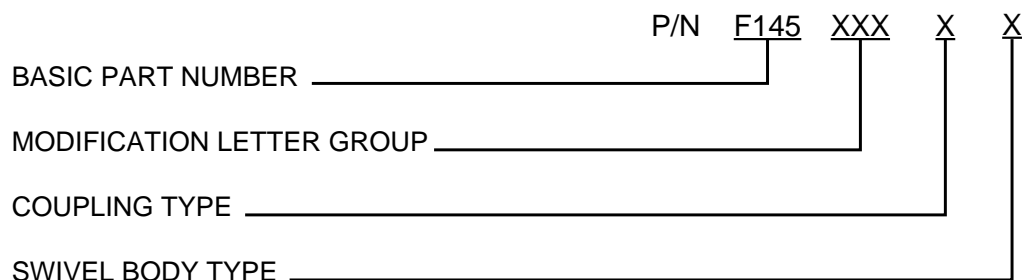 P/N F145 XXX X X
BASIC PART NUMBER
MODIFICATION LETTER GROUP
COUPLING TYPE
SWIVEL BODY TYPE